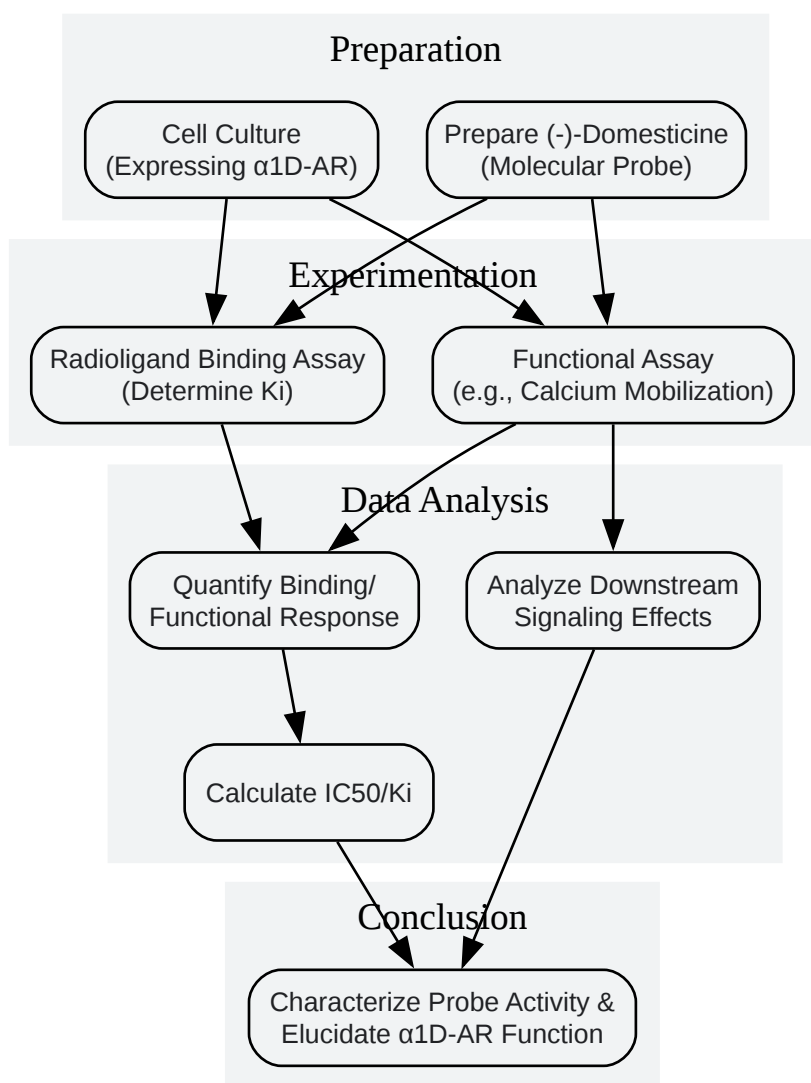 Preparation
Cell Culture
(Expressing α1D-AR)
Prepare (-)-Domesticine
(Molecular Probe)
Experimentation
Radioligand Binding Assay
(Determine Ki)
Functional Assay
(e.g., Calcium Mobilization)
Data Analysis
Quantify Binding/
Functional Response
Analyze Downstream
Signaling Effects
Calculate IC50/Ki
Conclusion
Characterize Probe Activity &
Elucidate α1D-AR Function